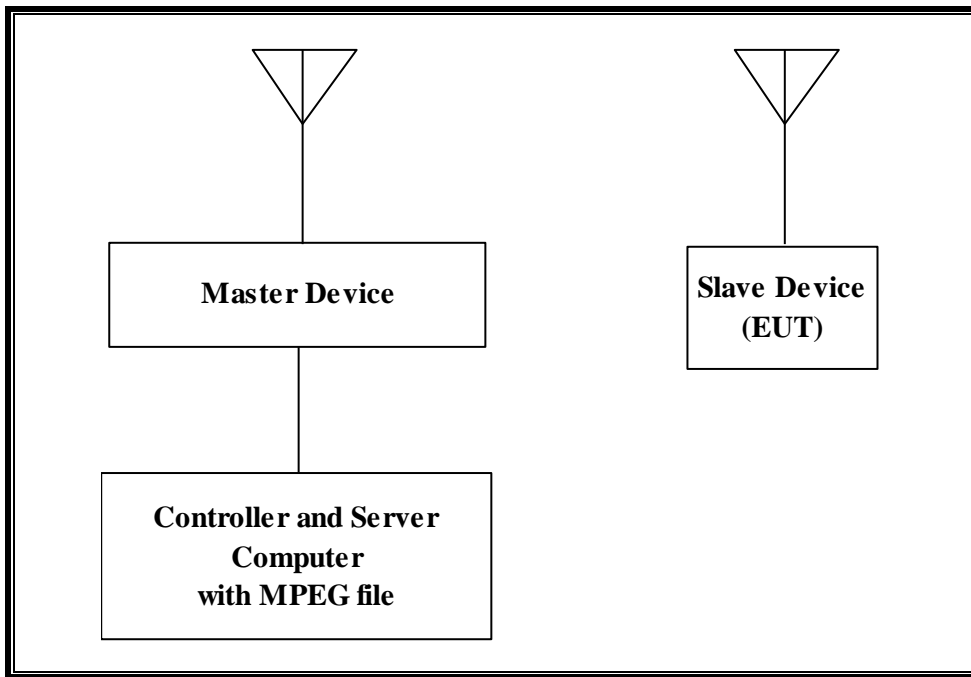 Master Device
Slave Device
(EUT)
Controller and Server
Computer
with MPEG file